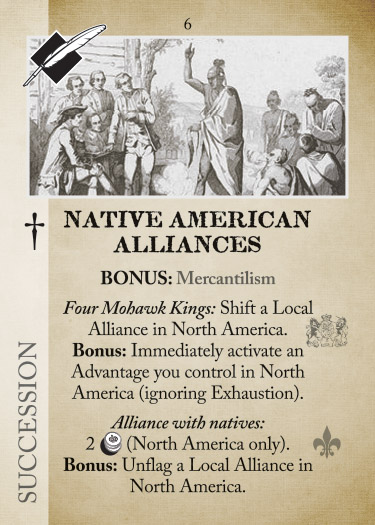 6
† NATIVE AMERICAN
ALLIANCES
BONUS: Mercantilism
Four Mohawk Kings: Shift a Local
Alliance in North America.
Bonus: Immediately activate an
Advantage you control in North
America (ignoring Exhaustion).
Alliance with natives:
2 (North America only).
Bonus: Unflag a Local Alliance in
North America.
SUCCESSION